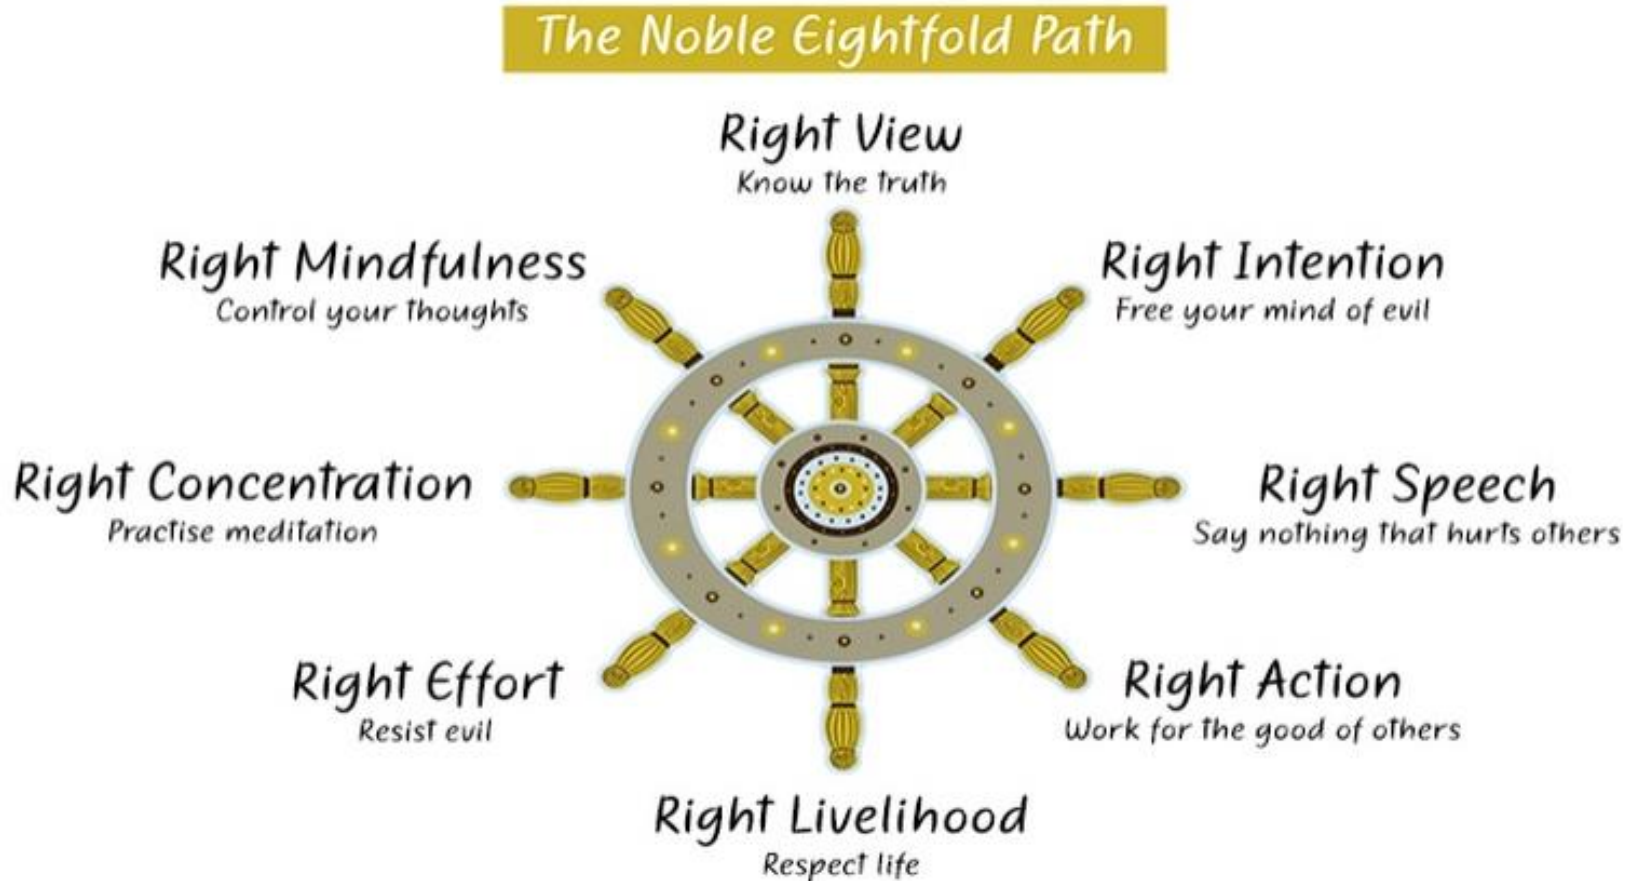 The Noble Eightfold Path
Right View
Know the truth
Right Intention
Free your mind of evil
Right Speech
Say nothing that hurts others
Right Action
Work for the good of others
Right Livelihood
Respect life
Right Effort
Resist evil
Right Concentration
Practise meditation
Right Mindfulness
Control your thoughts